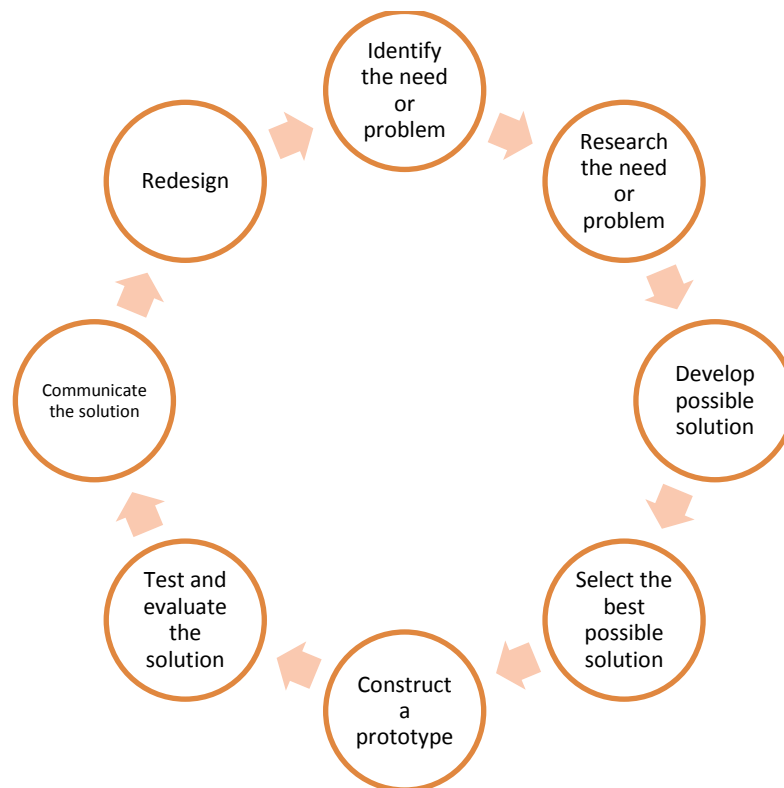 Identify
the need
or
problem
Research
the need
or
problem
Develop
possible
solution
Select the
best
possible
solution
Construct
a
prototype
Test and
evaluate
the
solution
Communicate
the solution
Redesign